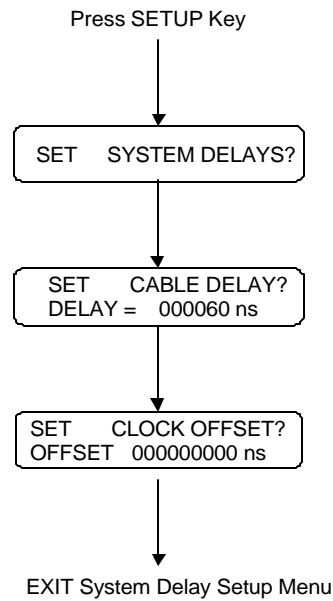 Press SETUP Key
SET SYSTEM DELAYS?
SET CABLE DELAY?
DELAY = 000060 ns
SET CLOCK OFFSET?
OFFSET 000000000 ns
EXIT System Delay Setup Menu